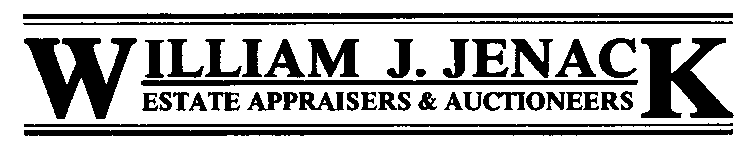 WILLIAM J. JENACK
ESTATE APPRAISERS & AUCTIONEERS